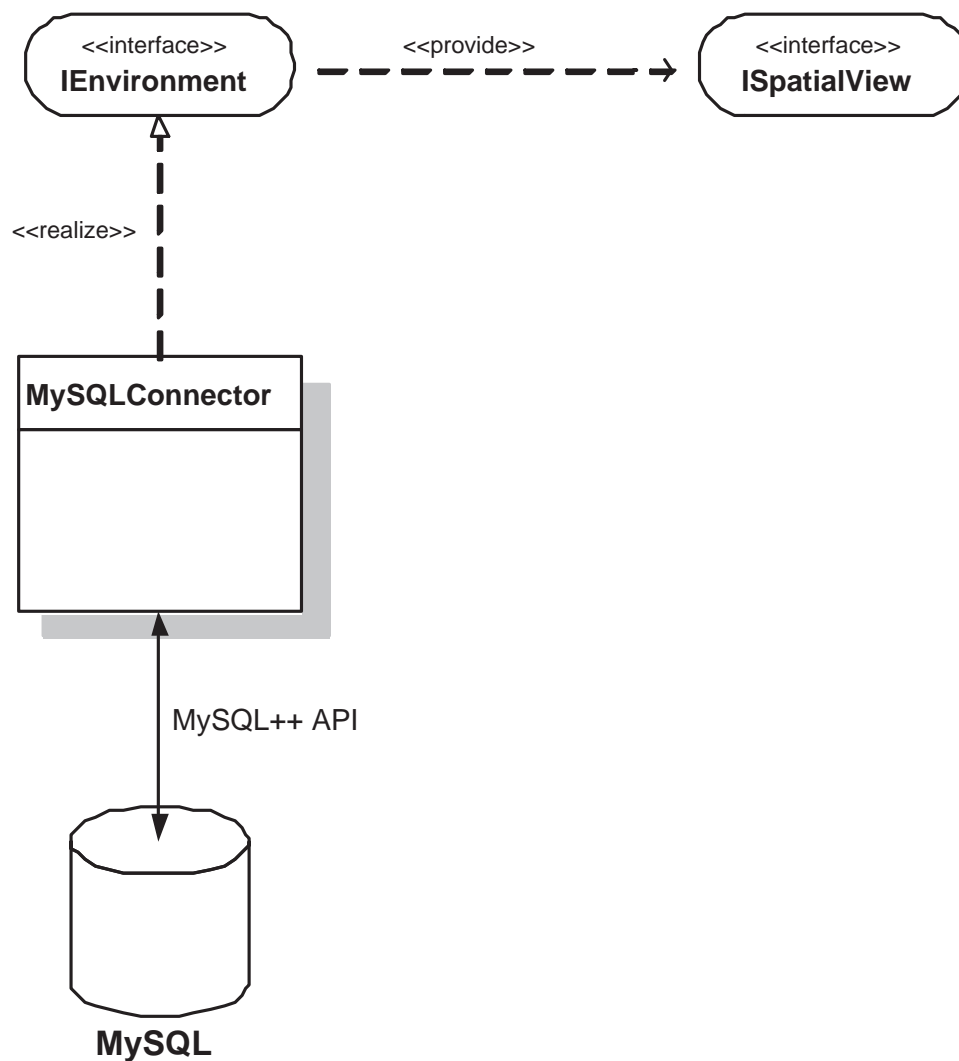 <<interface>>
IEnvironment
<<provide>>
<<interface>>
ISpatialView
<<realize>>
MySQLConnector
MySQL++ API
MySQL